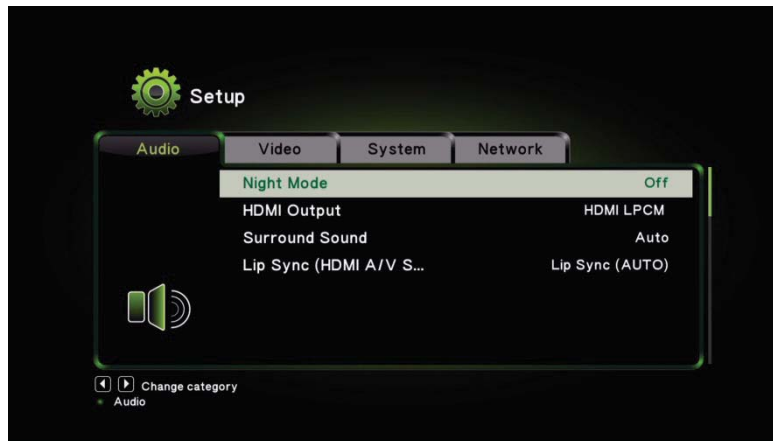 Setup
Audio Video System Network
Night Mode Off
HDMI Output HDMI LPCM
Surround Sound Auto
Lip Sync (HDMI A/V S... Lip Sync (AUTO)
Change category
Audio